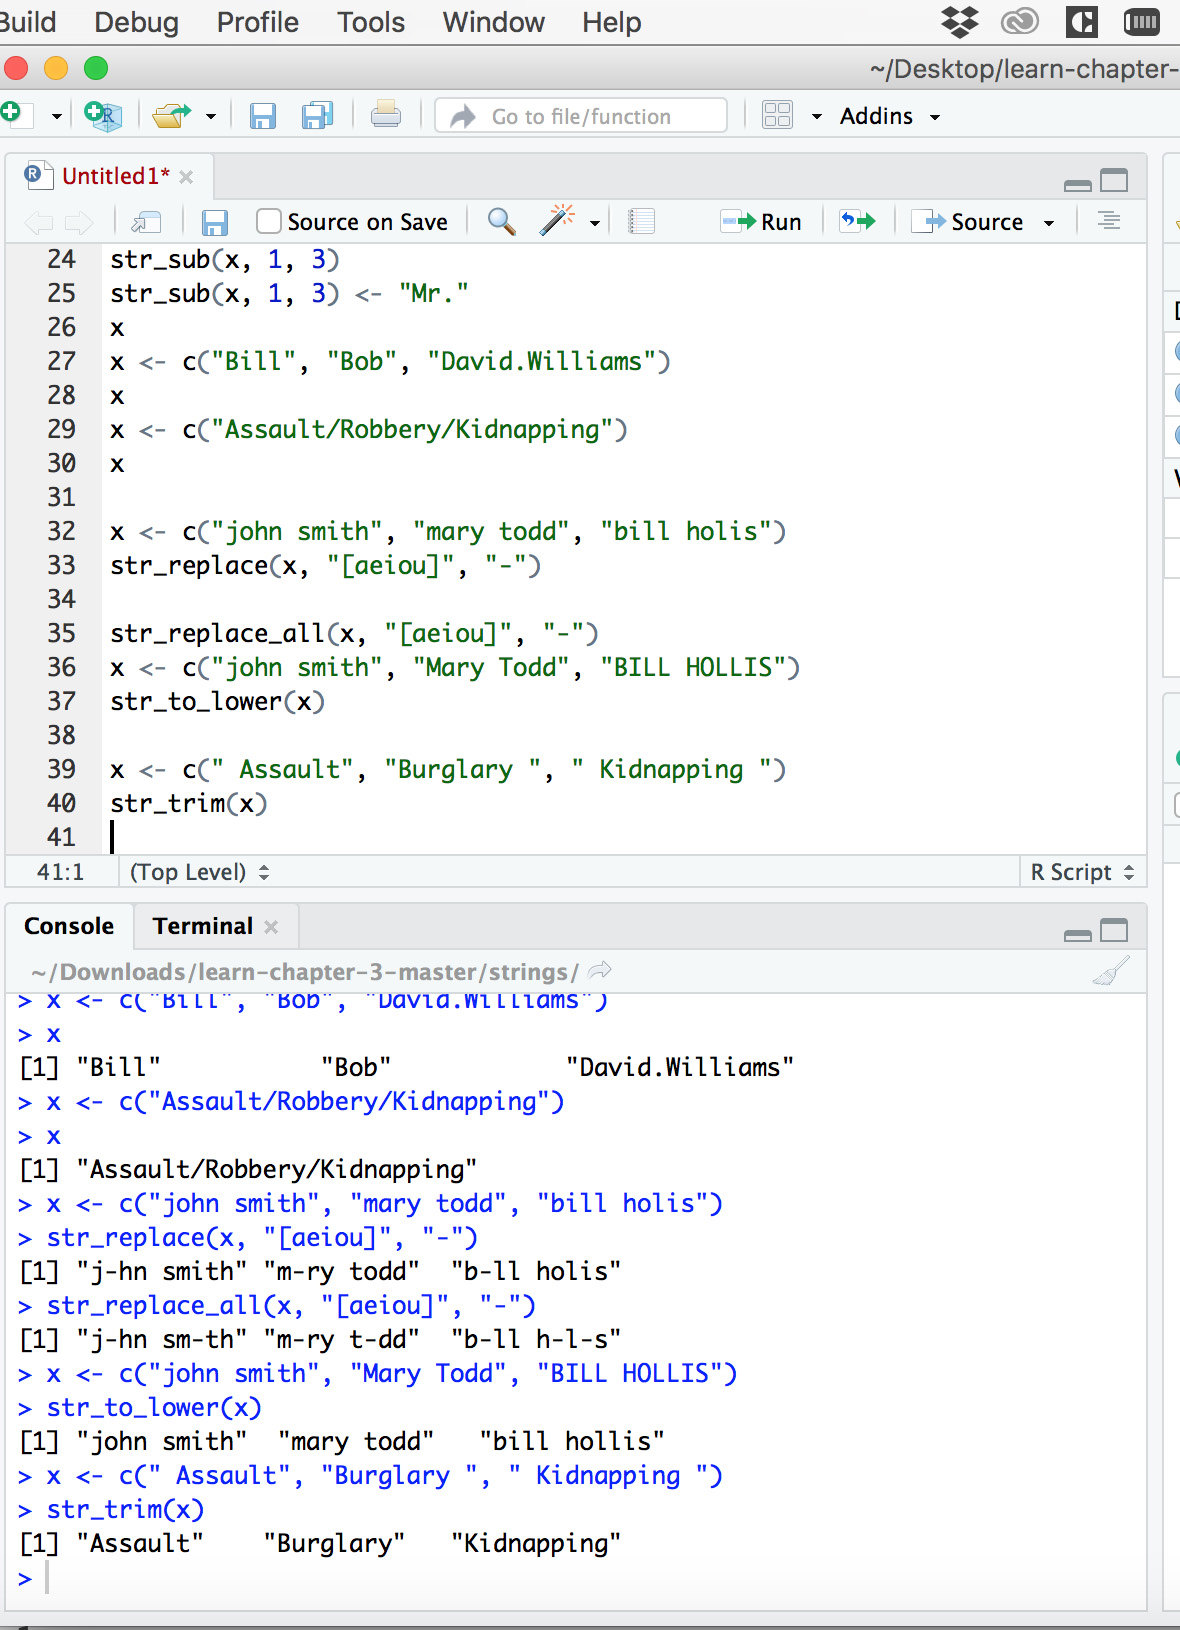 Build Debug Profile Tools Window Help
~/Desktop/learn-chapter-
Go to file/function Addins
Untitled1*
Source on Save Run Source
24 str_sub(x, 1, 3)
25 str_sub(x, 1, 3) <- "Mr."
26 x
27 x <- c("Bill", "Bob", "David.Williams")
28 x
29 x <- c("Assault/Robbery/Kidnapping")
30 x
31
32 x <- c("john smith", "mary todd", "bill holis")
33 str_replace(x, "[aeiou]", "-")
34
35 str_replace_all(x, "[aeiou]", "-")
36 x <- c("john smith", "Mary Todd", "BILL HOLLIS")
37 str_to_lower(x)
38
39 x <- c(" Assault", "Burglary ", " Kidnapping ")
40 str_trim(x)
41
41:1 (Top Level) R Script
Console Terminal
~/Downloads/learn-chapter-3-master/strings/
> x <- c("Bill", "Bob", "David.Williams")
> x
[1] "Bill" "Bob" "David.Williams"
> x <- c("Assault/Robbery/Kidnapping")
> x
[1] "Assault/Robbery/Kidnapping"
> x <- c("john smith", "mary todd", "bill holis")
> str_replace(x, "[aeiou]", "-")
[1] "j-hn smith" "m-ry todd" "b-ll holis"
> str_replace_all(x, "[aeiou]", "-")
[1] "j-hn sm-th" "m-ry t-dd" "b-ll h-l-s"
> x <- c("john smith", "Mary Todd", "BILL HOLLIS")
> str_to_lower(x)
[1] "john smith" "mary todd" "bill hollis"
> x <- c(" Assault", "Burglary ", " Kidnapping ")
> str_trim(x)
[1] "Assault" "Burglary" "Kidnapping"
>